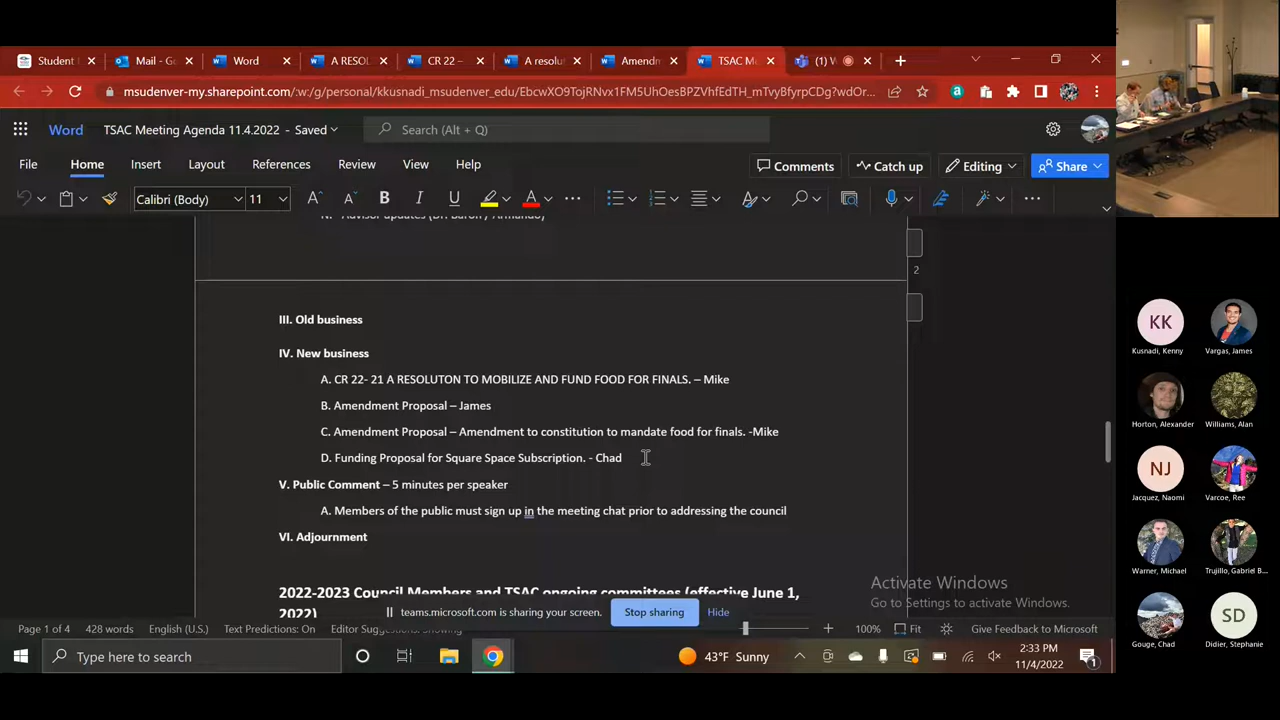 Student
Mail - Ge
Word
A RESOL
CR 22 –
A resolut
Amendm
TSAC Me
(1) W
msudenver-my.sharepoint.com/:w:/g/personal/kkusnadi_msudenver_edu/EbcwXO9TojRNvx1FM5UhOesBPZVhfEdTH_mTvyBfyrpCDg?wdOr...
Word TSAC Meeting Agenda 11.4.2022 - Saved Search (Alt + Q)
File Home Insert Layout References Review View Help Comments Catch up Editing Share
Calibri (Body) 11
N. Advisor updates (Dr. Baron / Armando)
2
III. Old business
IV. New business
A. CR 22- 21 A RESOLUTON TO MOBILIZE AND FUND FOOD FOR FINALS. – Mike
B. Amendment Proposal – James
C. Amendment Proposal – Amendment to constitution to mandate food for finals. -Mike
D. Funding Proposal for Square Space Subscription. - Chad
V. Public Comment – 5 minutes per speaker
A. Members of the public must sign up in the meeting chat prior to addressing the council
VI. Adjournment
2022-2023 Council Members and TSAC ongoing committees (effective June 1,
2022)
teams.microsoft.com is sharing your screen. Stop sharing Hide
Activate Windows
Go to Settings to activate Windows.
Page 1 of 4 428 words English (U.S.) Text Predictions: On Editor Suggestions: Showing 100% Fit Give Feedback to Microsoft
Type here to search 43°F Sunny 2:33 PM
11/4/2022
1
KK
Kusnadi, Kenny
Vargas, James
Horton, Alexander
Williams, Alan
NJ
Jacquez, Naomi
Varcoe, Ree
Warner, Michael
Trujillo, Gabriel B...
SD
Gouge, Chad
Didier, Stephanie